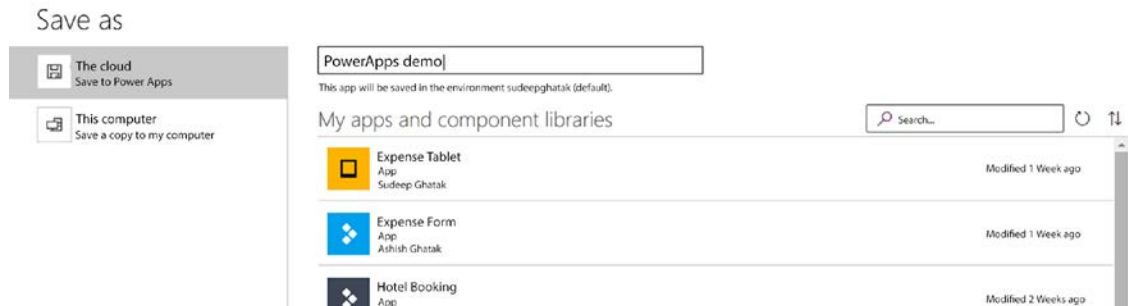 Save as
The cloud
Save to Power Apps
This computer
Save a copy to my computer
PowerApps demo
This app will be saved in the environment sudeepghatak (default).
My apps and component libraries
Search...
Expense Tablet
App
Sudeep Ghatak
Modified 1 Week ago
Expense Form
App
Ashish Ghatak
Modified 1 Week ago
Hotel Booking
App
Modified 2 Weeks ago